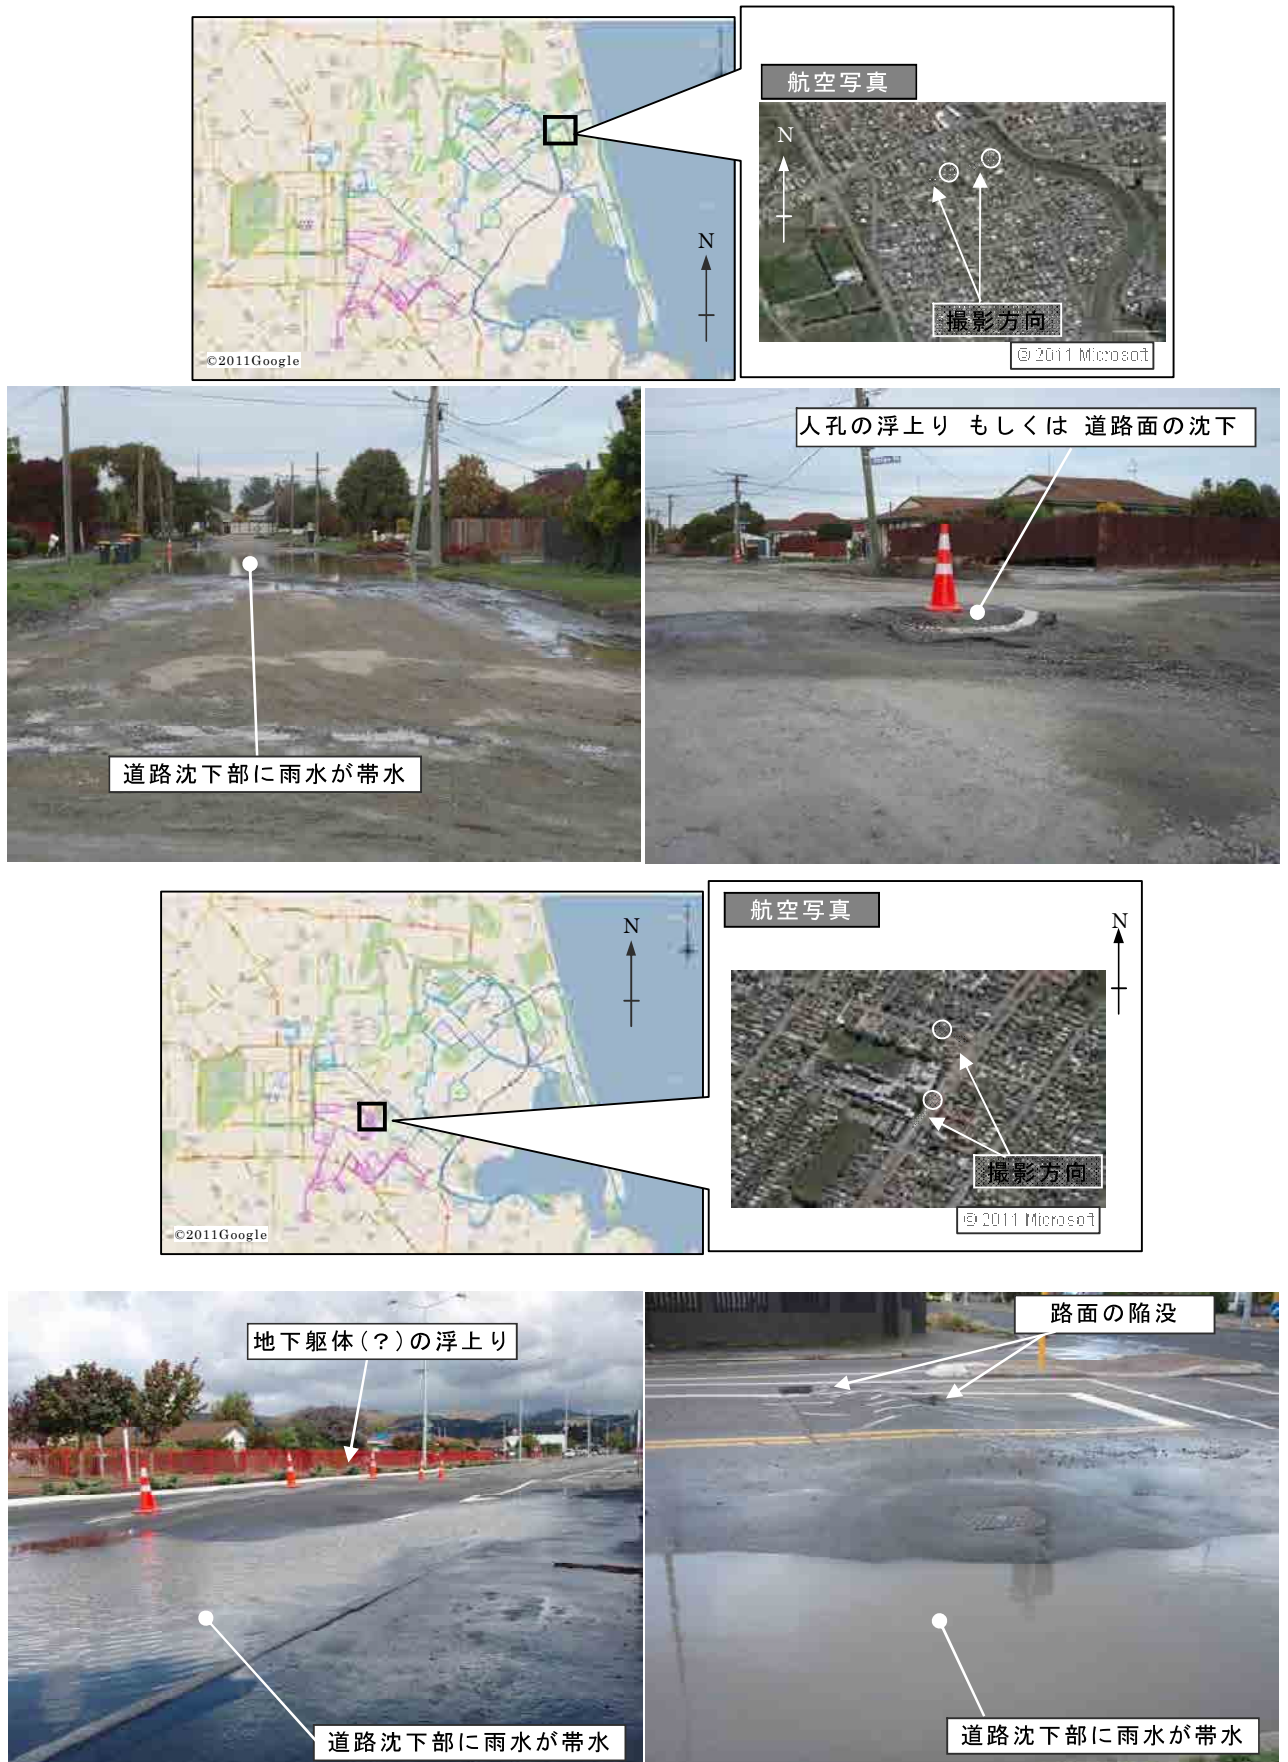 航空写真
N
N
撮影方向
©2011Google
© 2011 Microsoft
人孔の浮上り もしくは 道路面の沈下
道路沈下部に雨水が帯水
航空写真
N
N
撮影方向
©2011Google
© 2011 Microsoft
地下躯体(?)の浮上り
路面の陥没
道路沈下部に雨水が帯水
道路沈下部に雨水が帯水